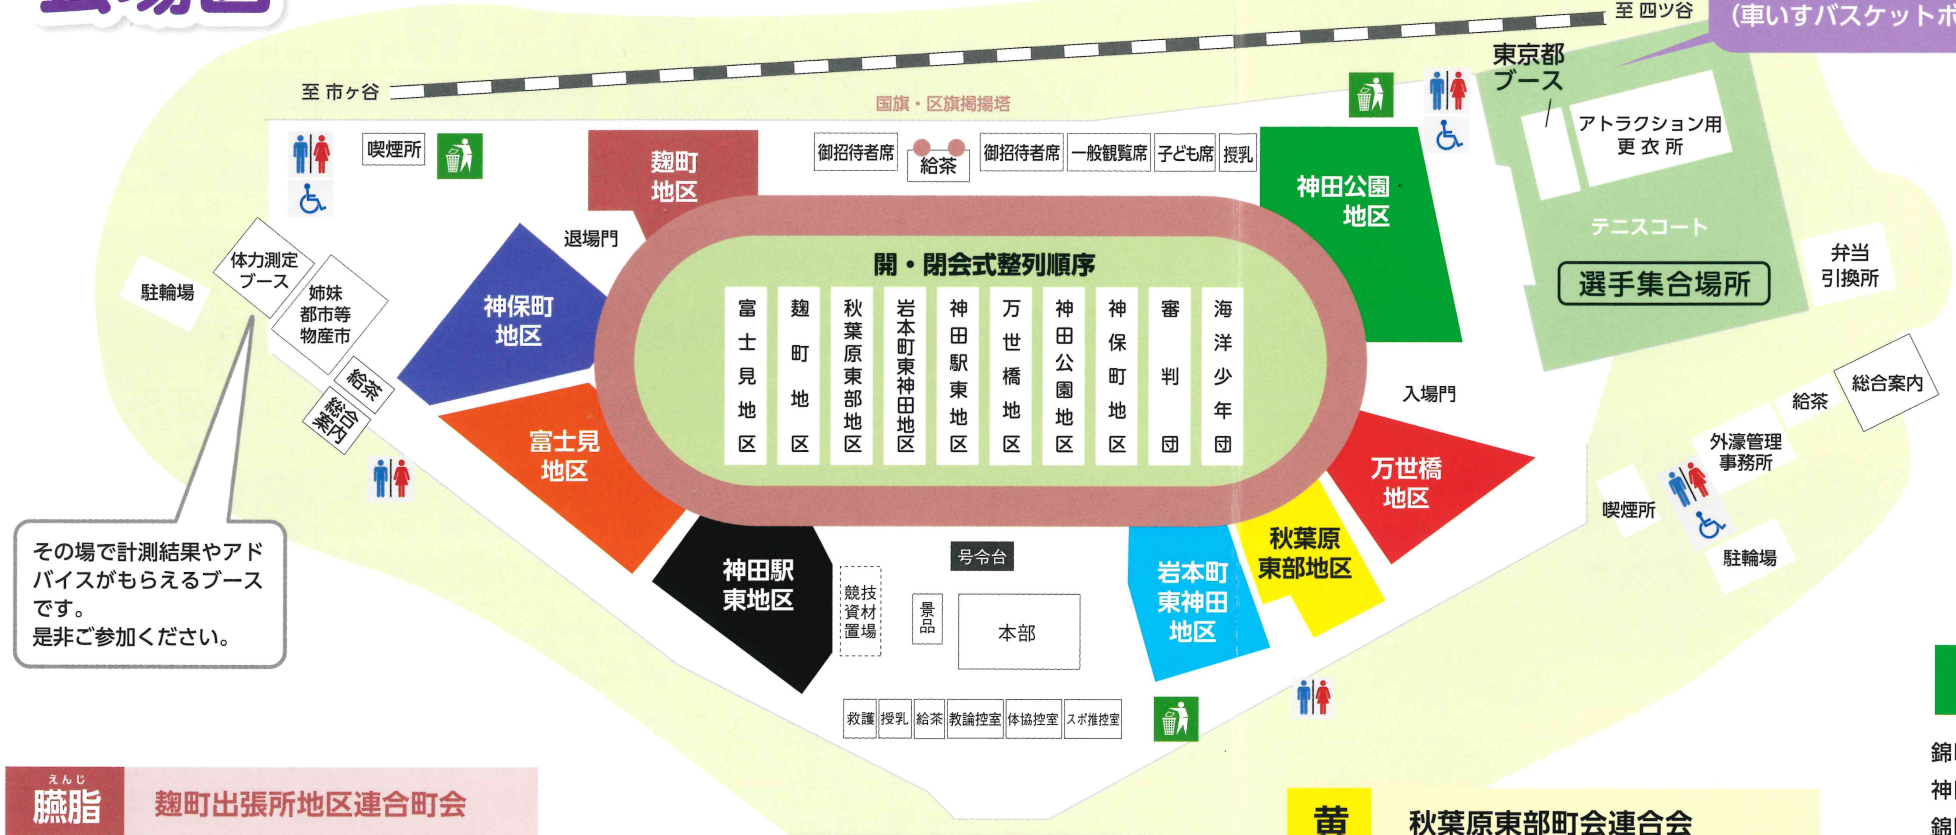 会場図
至 四ツ谷
(車いすバスケットボ
至 市ヶ谷
国旗・区旗掲揚塔
東京都
ブース
アトラクション用
更衣所
喫煙所
麹町
地区
御招待者席
給茶
御招待者席
一般観覧席
子ども席
授乳
神田公園
地区
テニスコート
選手集合場所
弁当
引換所
退場門
体力測定
ブース
駐輪場
姉妹
都市等
物産市
神保町
地区
開・閉会式整列順序
富士見地区
麹町地区
秋葉原東部地区
岩本町東神田地区
神田駅東地区
万世橋地区
神田公園地区
神保町地区
審判団
海洋少年団
給茶
総合
案内
入場門
総合案内
給茶
外濠管理
事務所
喫煙所
駐輪場
富士見
地区
万世橋
地区
その場で計測結果やアド
バイスがもらえるブース
です。
是非ご参加ください。
神田駅
東地区
競技
資材
置場
号令台
景品
本部
岩本町
東神田
地区
秋葉原
東部地区
救護
授乳
給茶
教諭控室
体協控室
スポ推控室
えんじ
臙脂
麹町出張所地区連合町会
黄
秋葉原東部町会連合会
錦
神
錦